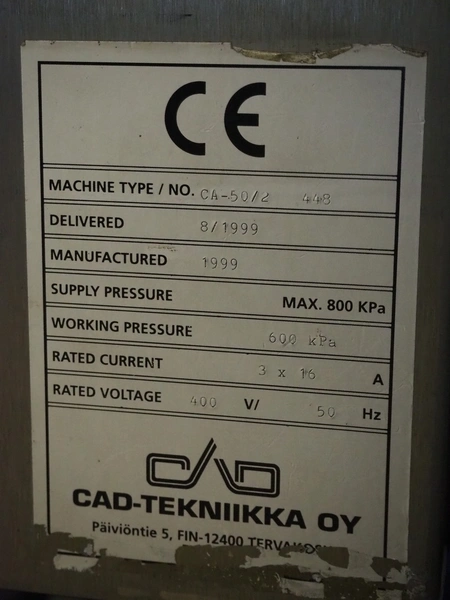 CE
MACHINE TYPE / NO. CA-50/2 448
DELIVERED 8/1999
MANUFACTURED 1999
SUPPLY PRESSURE MAX. 800 KPa
WORKING PRESSURE 600 kPa
RATED CURRENT 3 x 16 A
RATED VOLTAGE 400 V/ 50 Hz
CAD
CAD-TEKNIIKKA OY
Päiviöntie 5, FIN-12400